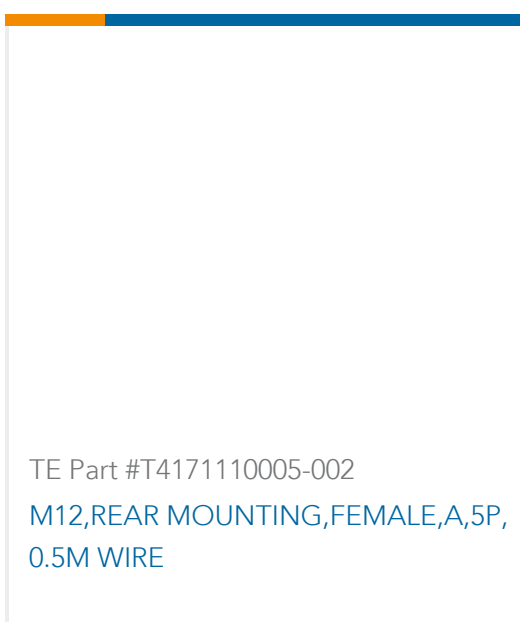 TE Part #T4171110005-002
M12,REAR MOUNTING,FEMALE,A,5P,
0.5M WIRE